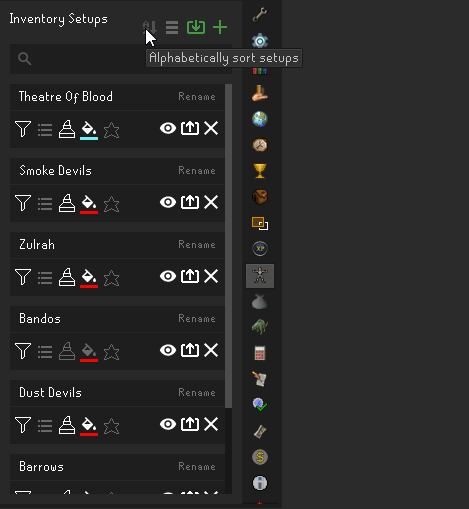 Inventory Setups
Alphabetically sort setups
Theatre Of Blood Rename
Smoke Devils Rename
Zulrah Rename
Bandos Rename
Dust Devils Rename
Barrows Rename
XP